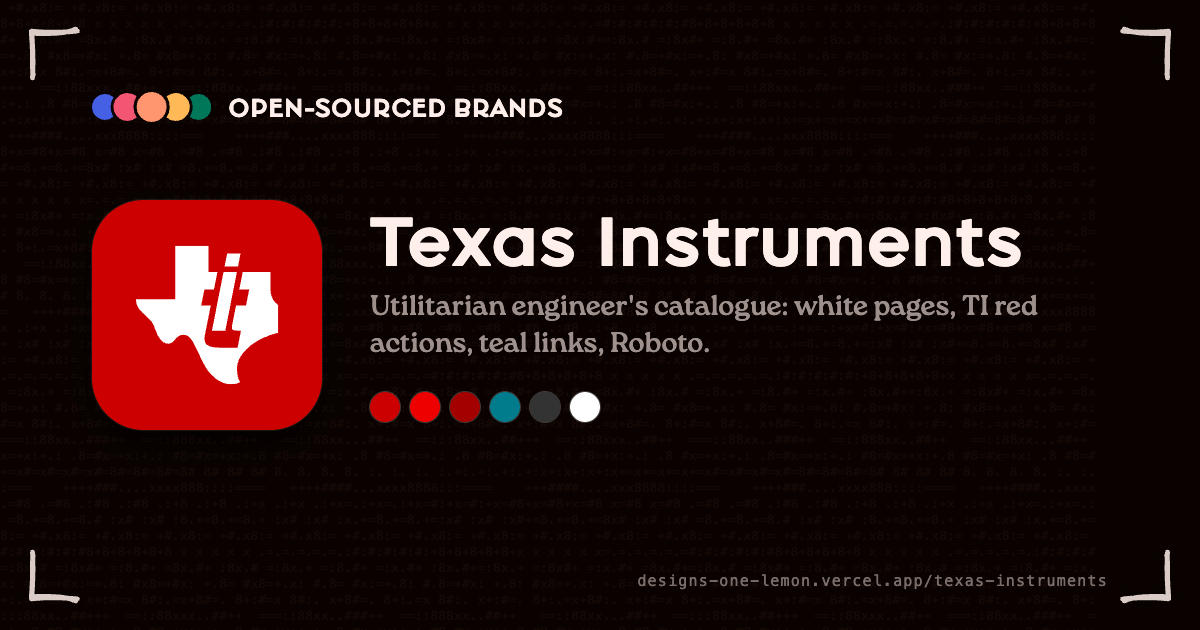 OPEN-SOURCED BRANDS
Texas Instruments
Utilitarian engineer's catalogue: white pages, TI red
actions, teal links, Roboto.
designs-one-lemon.vercel.app/texas-instruments